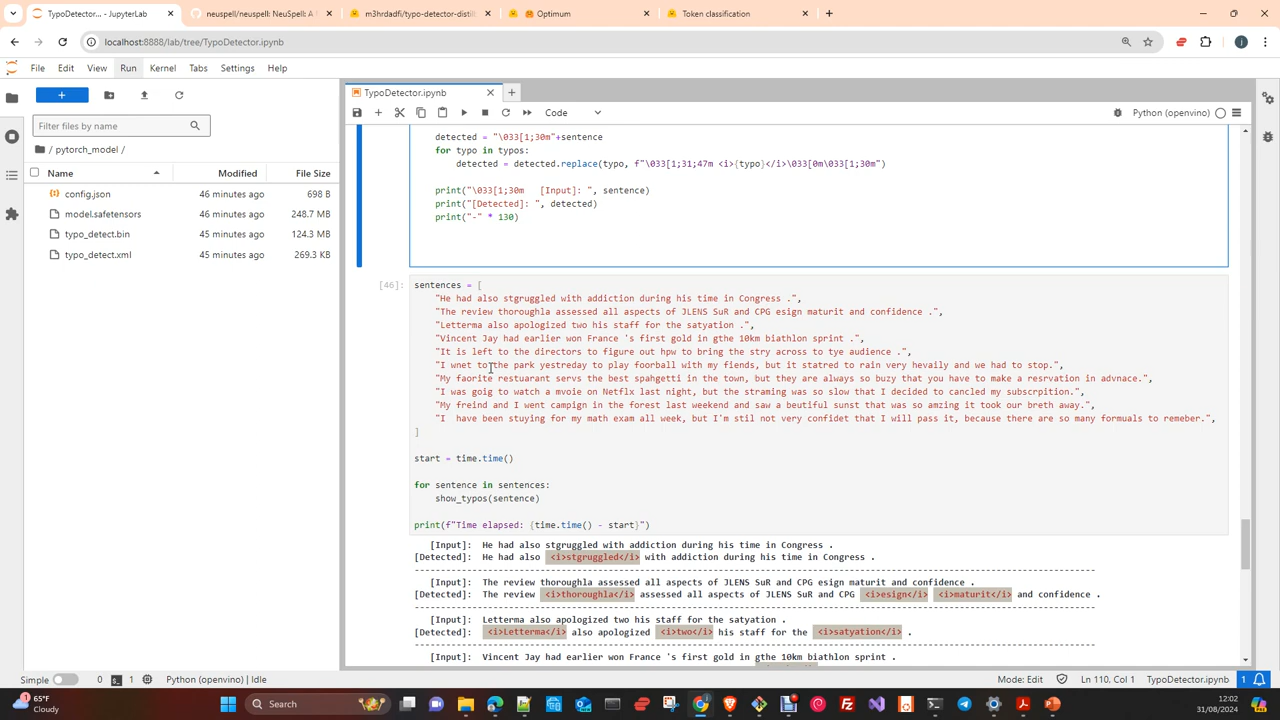 TypoDetector... - JupyterLab
neuspell/neuspell: NeuSpell: A
m3hrdadfi/typo-detector-distil
Optimum
Token classification
localhost:8888/lab/tree/TypoDetector.ipynb
File Edit View Run Kernel Tabs Settings Help
TypoDetector.ipynb
Filter files by name
Code
Python (openvino)
/ pytorch_model /
Name Modified File Size
config.json 46 minutes ago 698 B
model.safetensors 46 minutes ago 248.7 MB
typo_detect.bin 45 minutes ago 124.3 MB
typo_detect.xml 45 minutes ago 269.3 KB
detected = "\033[1;30m"+sentence
for typo in typos:
detected = detected.replace(typo, f"\033[1;31;47m <i>{typo}</i>\033[0m\033[1;30m")
print("\033[1;30m   [Input]: ", sentence)
print("[Detected]: ", detected)
print("-" * 130)
[46]:
sentences = [
"He had also stgruggled with addiction during his time in Congress .",
"The review thoroughla assessed all aspects of JLENS SuR and CPG esign maturit and confidence .",
"Letterma also apologized two his staff for the satyation .",
"Vincent Jay had earlier won France 's first gold in gthe 10km biathlon sprint .",
"It is left to the directors to figure out hpw to bring the stry across to tye audience .",
"I wnet to the park yestreday to play foorball with my fiends, but it statred to rain very hevaily and we had to stop.",
"My faorite restuarant servs the best spahgetti in the town, but they are always so buzy that you have to make a resrvation in advnace.",
"I was goig to watch a mvoie on Netflx last night, but the straming was so slow that I decided to cancled my subscrpition.",
"My freind and I went campign in the forest last weekend and saw a beutiful sunst that was so amzing it took our breth away.",
"I  have been stuying for my math exam all week, but I'm stil not very confidet that I will pass it, because there are so many formuals to remeber.",
]
start = time.time()
for sentence in sentences:
show_typos(sentence)
print(f"Time elapsed: {time.time() - start}")
[Input]:  He had also stgruggled with addiction during his time in Congress .
[Detected]:  He had also <i>stgruggled</i> with addiction during his time in Congress .
----------------------------------------------------------------------------------------------------------------------------------
[Input]:  The review thoroughla assessed all aspects of JLENS SuR and CPG esign maturit and confidence .
[Detected]:  The review <i>thoroughla</i> assessed all aspects of JLENS SuR and CPG <i>esign</i> <i>maturit</i> and confidence .
----------------------------------------------------------------------------------------------------------------------------------
[Input]:  Letterma also apologized two his staff for the satyation .
[Detected]:  <i>Letterma</i> also apologized <i>two</i> his staff for the <i>satyation</i> .
----------------------------------------------------------------------------------------------------------------------------------
[Input]:  Vincent Jay had earlier won France 's first gold in gthe 10km biathlon sprint .
Simple 0 1 Python (openvino) | Idle
Mode: Edit Ln 110, Col 1 TypoDetector.ipynb 1
65°F
Cloudy
Search
12:02
31/08/2024